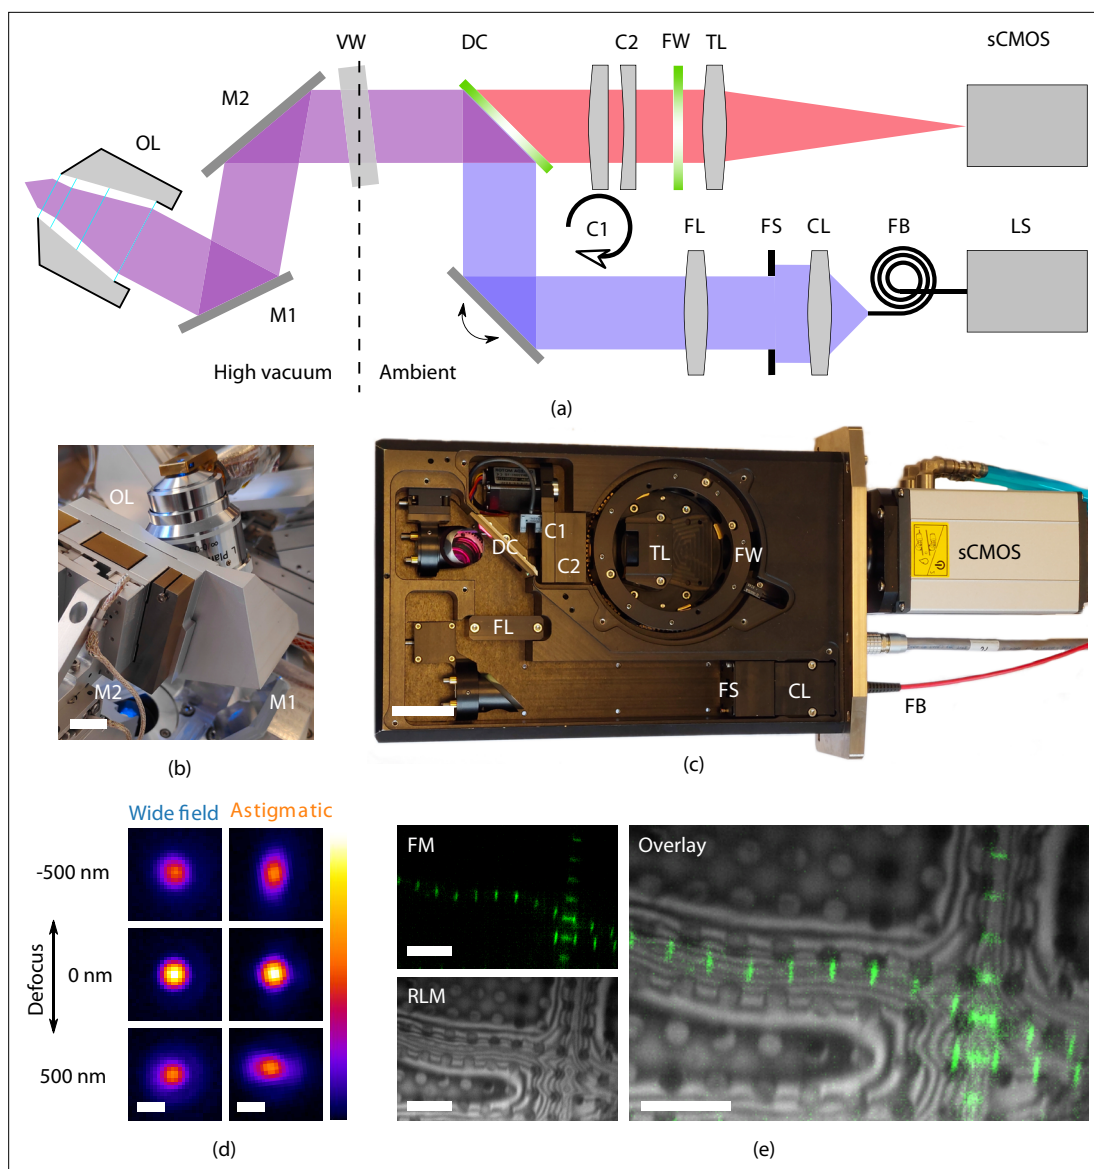 VW
DC
C2
FW
TL
sCMOS
M2
OL
C1
FL
FS
CL
FB
LS
M1
High vacuum
Ambient
(a)
OL
M2
M1
(b)
C1
DC
C2
TL
FW
sCMOS
FL
FS
CL
FB
(c)
Wide field
Astigmatic
-500 nm
0 nm
500 nm
Defocus
(d)
FM
RLM
Overlay
(e)